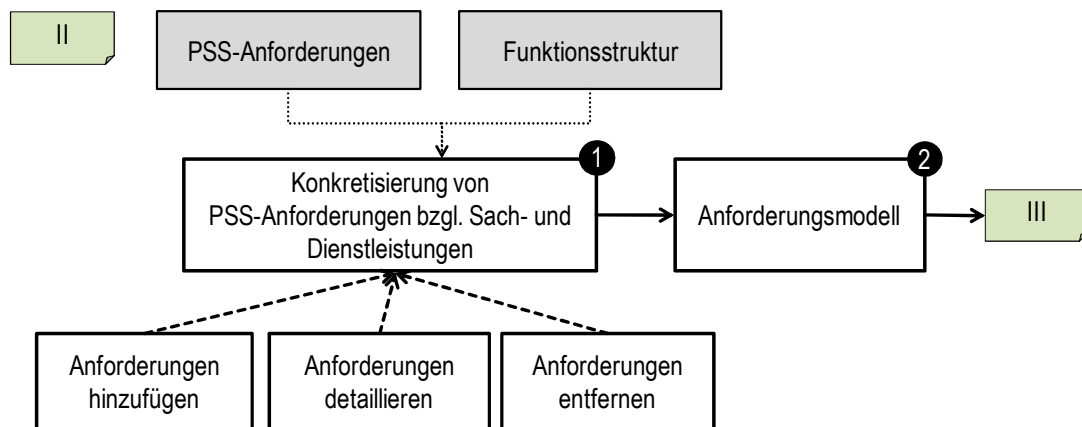 II
PSS-Anforderungen
Funktionsstruktur
1
Konkretisierung von
PSS-Anforderungen bzgl. Sach- und
Dienstleistungen
2
Anforderungsmodell
III
Anforderungen
hinzufügen
Anforderungen
detaillieren
Anforderungen
entfernen